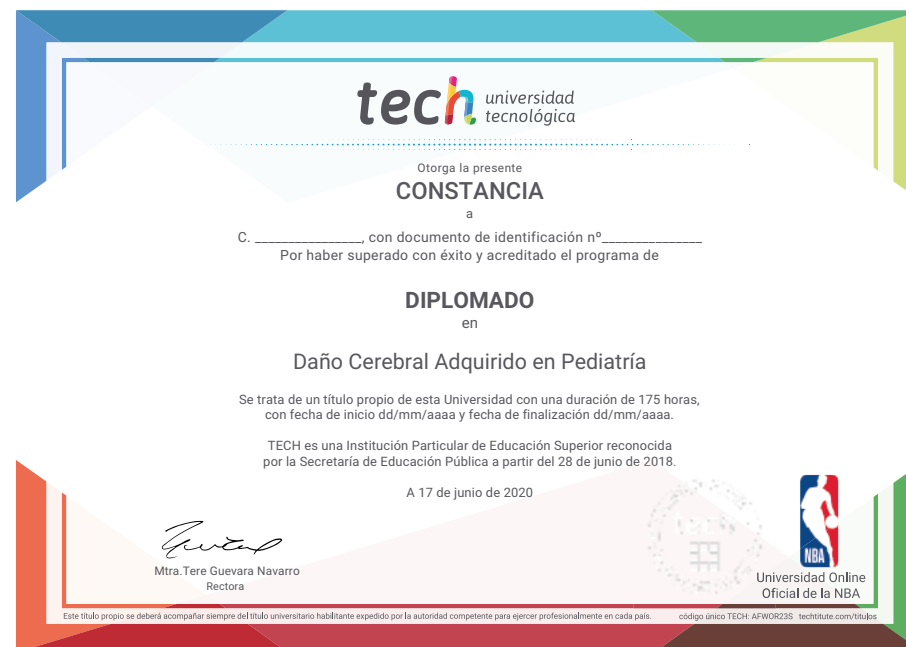 tech universidad
tecnológica
Otorga la presente
CONSTANCIA
a
C. ________________, con documento de identificación nº_______________
Por haber superado con éxito y acreditado el programa de
DIPLOMADO
en
Daño Cerebral Adquirido en Pediatría
Se trata de un título propio de esta Universidad con una duración de 175 horas,
con fecha de inicio dd/mm/aaaa y fecha de finalización dd/mm/aaaa.
TECH es una Institución Particular de Educación Superior reconocida
por la Secretaría de Educación Pública a partir del 28 de junio de 2018.
A 17 de junio de 2020
tech
Mtra.Tere Guevara Navarro
Rectora
NBA
Universidad Online
Oficial de la NBA
Este título propio se deberá acompañar siempre del título universitario habilitante expedido por la autoridad competente para ejercer profesionalmente en cada país. código único TECH: AFWOR23S techtitute.com/titulos